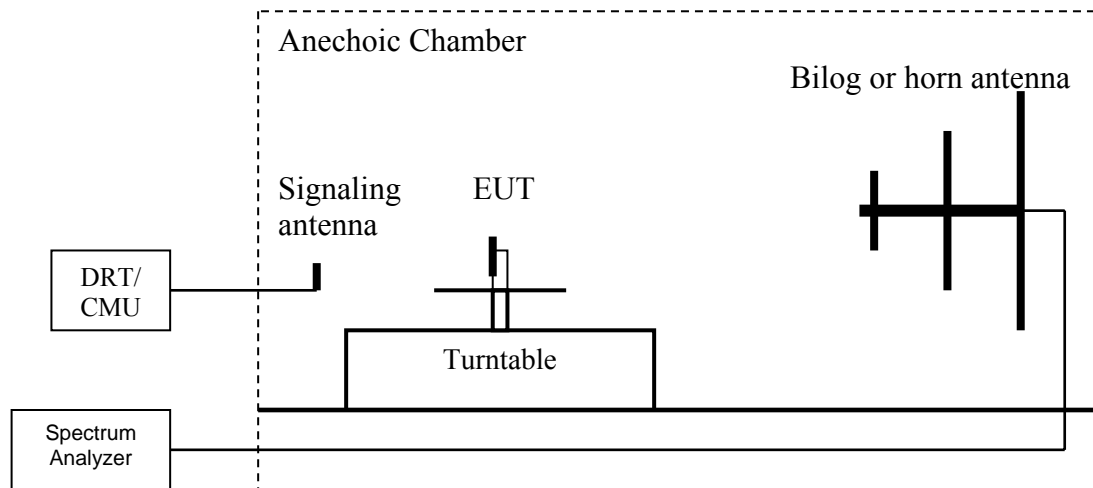 Anechoic Chamber
Bilog or horn antenna
Signaling
antenna
EUT
DRT/
CMU
Turntable
Spectrum
Analyzer